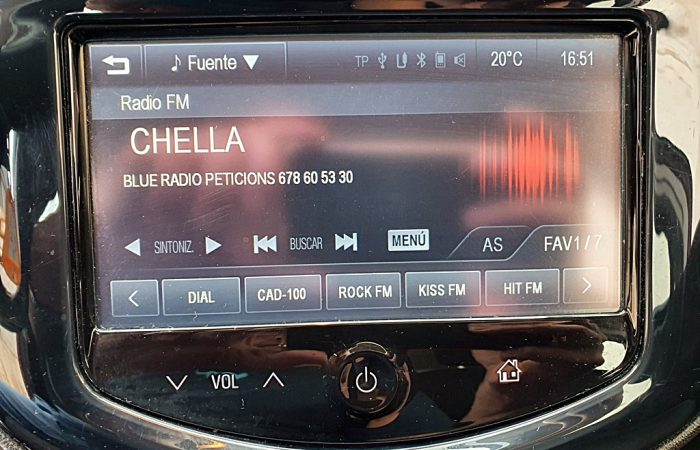 Fuente
TP
20°C
16:51
Radio FM
CHELLA
BLUE RADIO PETICIONS 678 60 53 30
SINTONIZ.
BUSCAR
MENÚ
AS
FAV1/7
DIAL
CAD-100
ROCK FM
KISS FM
HIT FM
VOL